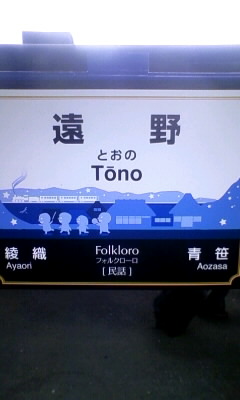 遠野
とおの
Tōno
綾織
Ayaori
Folkloro
フォルクローロ
[民話]
青笹
Aozasa